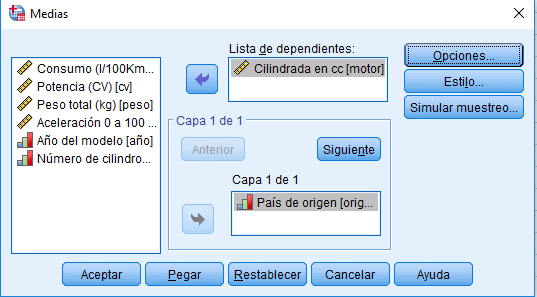 Medias
Lista de dependientes:
Consumo (l/100Km...
Potencia (CV) [cv]
Peso total (kg) [peso]
Aceleración 0 a 100 ...
Año del modelo [año]
Número de cilindro...
Cilindrada en cc [motor]
Capa 1 de 1
Anterior
Siguiente
Capa 1 de 1
País de origen [orig...
Opciones...
Estilo...
Simular muestreo...
Aceptar
Pegar
Restablecer
Cancelar
Ayuda